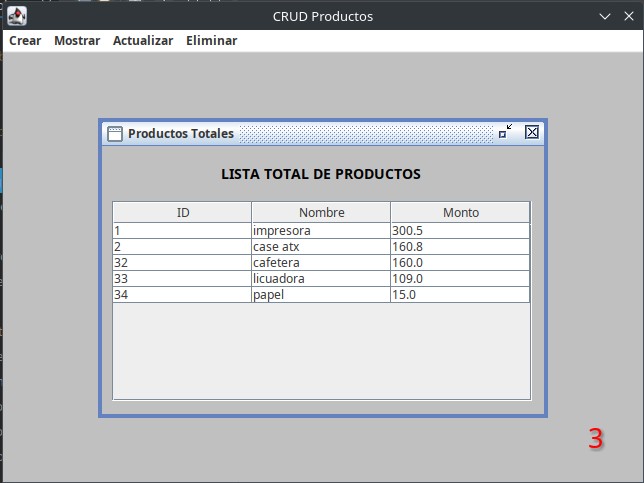 CRUD Productos
Crear Mostrar Actualizar Eliminar
Productos Totales
LISTA TOTAL DE PRODUCTOS
ID Nombre Monto
1 impresora 300.5
2 case atx 160.8
32 cafetera 160.0
33 licuadora 109.0
34 papel 15.0
3